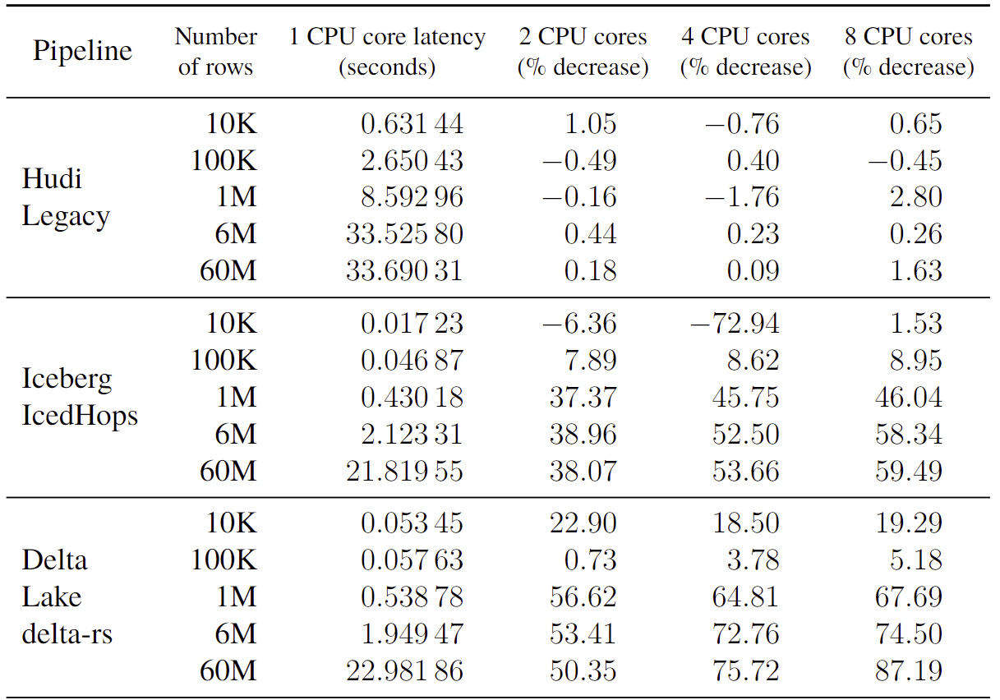 Pipeline Number of rows 1 CPU core latency (seconds) 2 CPU cores (% decrease) 4 CPU cores (% decrease) 8 CPU cores (% decrease)
Hudi Legacy
10K 0.631 44 1.05 −0.76 0.65
100K 2.650 43 −0.49 0.40 −0.45
1M 8.592 96 −0.16 −1.76 2.80
6M 33.525 80 0.44 0.23 0.26
60M 33.690 31 0.18 0.09 1.63
Iceberg IcedHops
10K 0.017 23 −6.36 −72.94 1.53
100K 0.046 87 7.89 8.62 8.95
1M 0.430 18 37.37 45.75 46.04
6M 2.123 31 38.96 52.50 58.34
60M 21.819 55 38.07 53.66 59.49
Delta Lake delta-rs
10K 0.053 45 22.90 18.50 19.29
100K 0.057 63 0.73 3.78 5.18
1M 0.538 78 56.62 64.81 67.69
6M 1.949 47 53.41 72.76 74.50
60M 22.981 86 50.35 75.72 87.19